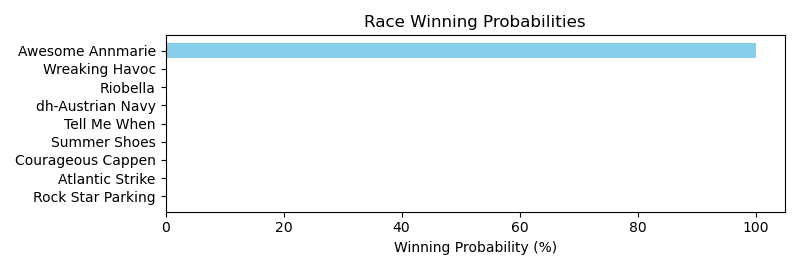 Race Winning Probabilities
Awesome Annmarie
Wreaking Havoc
Riobella
dh-Austrian Navy
Tell Me When
Summer Shoes
Courageous Cappen
Atlantic Strike
Rock Star Parking
0 20 40 60 80 100
Winning Probability (%)